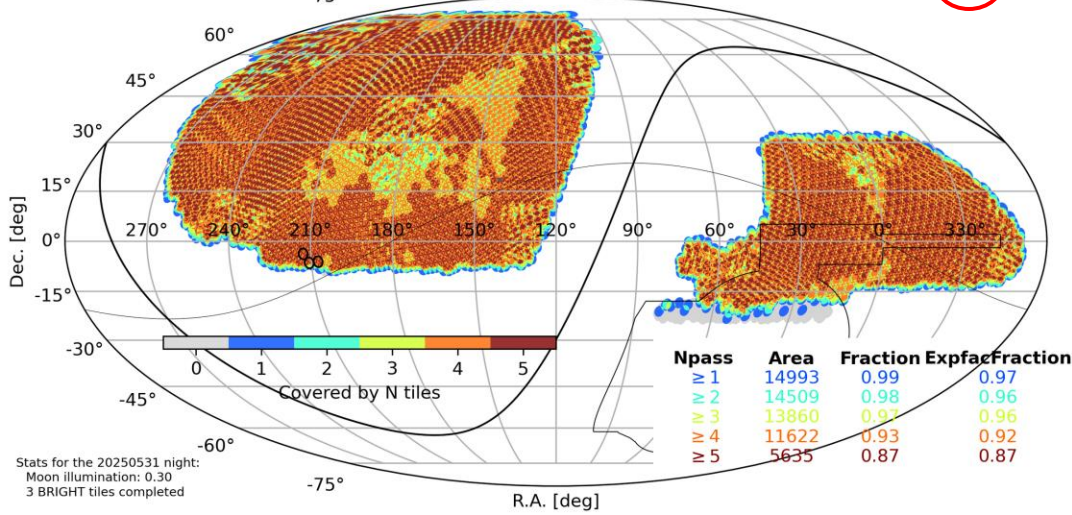 60°
45°
30°
15°
0°
-15°
-30°
-45°
-60°
-75°
270° 240° 210° 180° 150° 120° 90° 60° 30° 0° 330°
Dec. [deg]
R.A. [deg]
0 1 2 3 4 5
Covered by N tiles
Npass Area Fraction ExpfacFraction
≥ 1 14993 0.99 0.97
≥ 2 14509 0.98 0.96
≥ 3 13860 0.97 0.96
≥ 4 11622 0.93 0.92
≥ 5 5635 0.87 0.87
Stats for the 20250531 night:
Moon illumination: 0.30
3 BRIGHT tiles completed